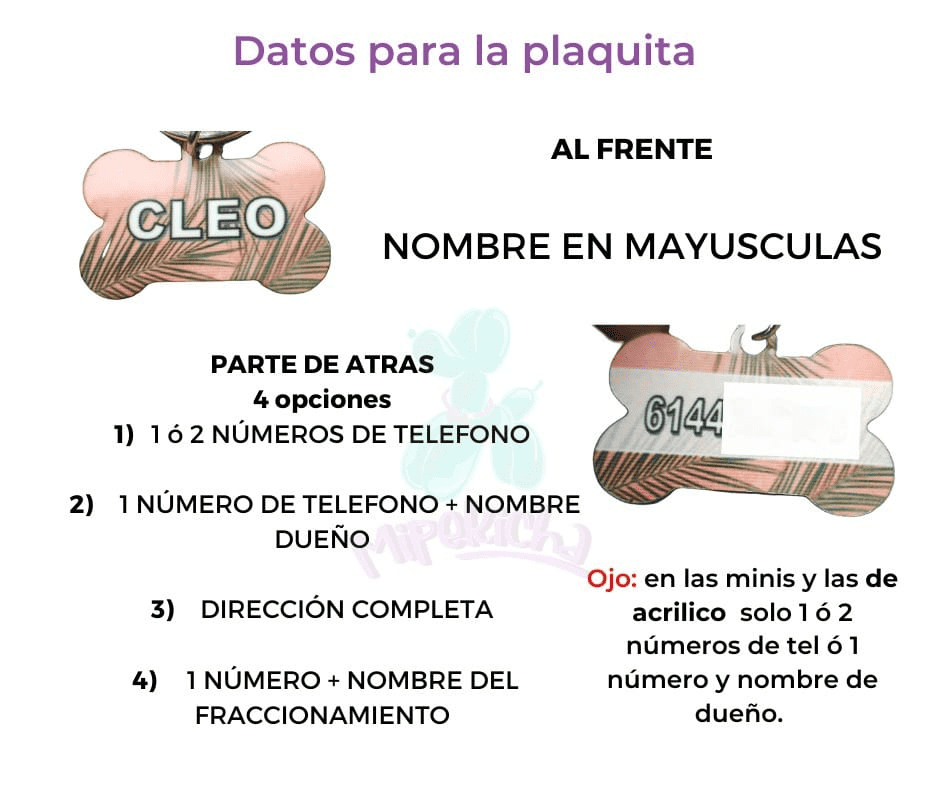 Datos para la plaquita
AL FRENTE
CLEO
NOMBRE EN MAYUSCULAS
PARTE DE ATRAS
4 opciones
1) 1 ó 2 NÚMEROS DE TELEFONO
2) 1 NÚMERO DE TELEFONO + NOMBRE
DUEÑO
3) DIRECCIÓN COMPLETA
4) 1 NÚMERO + NOMBRE DEL
FRACCIONAMIENTO
6144
Mipekicha
Ojo: en las minis y las de
acrilico solo 1 ó 2
números de tel ó 1
número y nombre de
dueño.